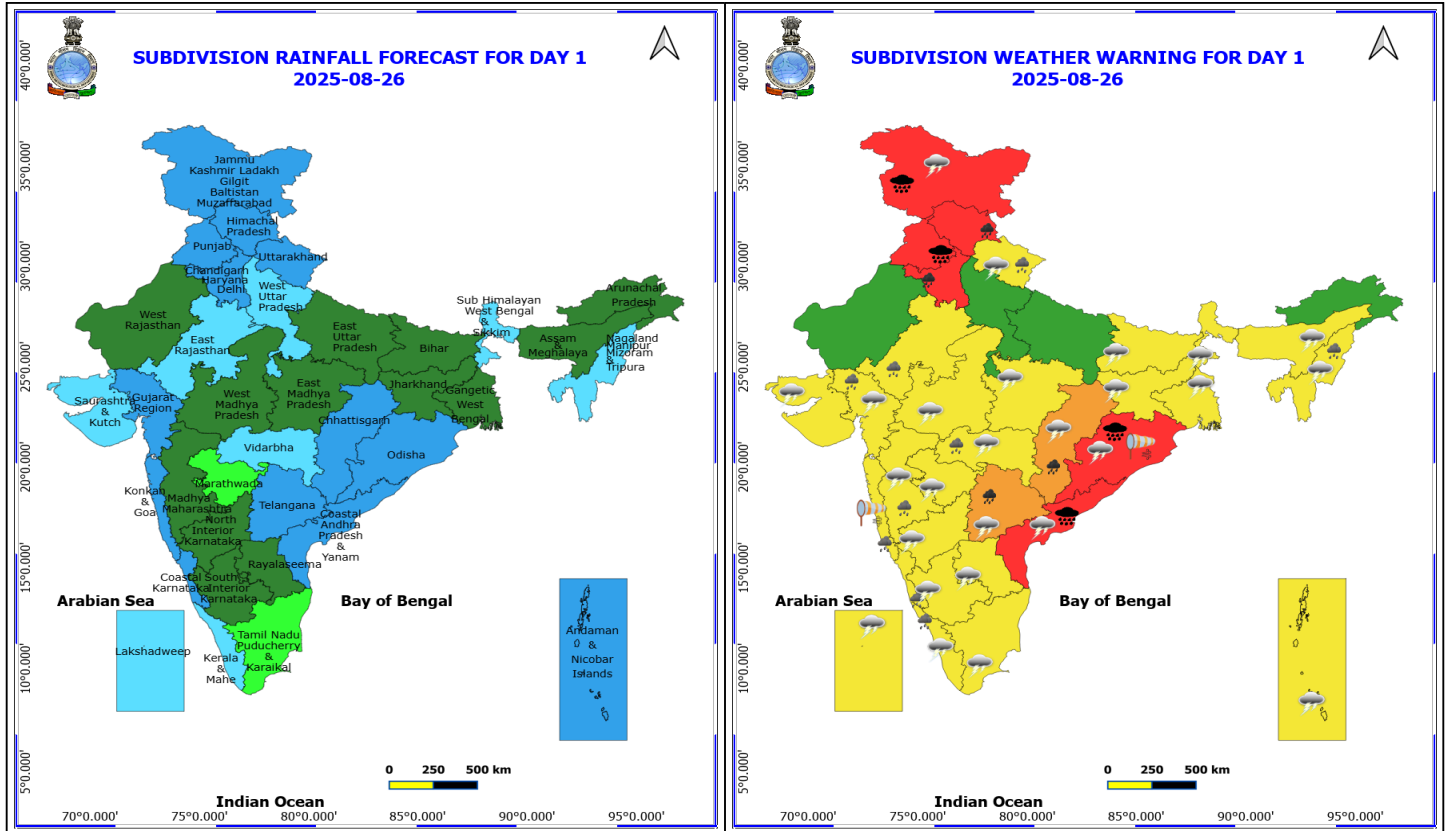 SUBDIVISION RAINFALL FORECAST FOR DAY 1
2025-08-26
40°0.000'
35°0.000'
30°0.000'
25°0.000'
20°0.000'
15°0.000'
10°0.000'
5°0.000'
Jammu
Kashmir Ladakh
Gilgit
Baltistan
Muzaffarabad
Himachal
Pradesh
Punjab
Uttarakhand
Chandigarh
Haryana
Delhi
West
Uttar
Pradesh
West
Rajasthan
East
Rajasthan
East
Uttar
Pradesh
Bihar
Sub Himalayan
West Bengal
&
Sikkim
Arunachal
Pradesh
Assam
&
Meghalaya
Nagaland
Manipur
Mizoram
&
Tripura
Saurashtra
&
Kutch
Gujarat
Region
West
Madhya
Pradesh
East
Madhya
Pradesh
Jharkhand
Gangetic
West
Bengal
Chhattisgarh
Vidarbha
Odisha
Konkan
&
Goa
Marathwada
Madhya
Maharashtra
Telangana
North
Interior
Karnataka
Coastal
Andhra
Pradesh
&
Yanam
Rayalaseema
Coastal
Karnataka
South
Interior
Karnataka
Arabian Sea
Bay of Bengal
Lakshadweep
Kerala
&
Mahe
Tamil Nadu
Puducherry
&
Karaikal
Andaman
&
Nicobar
Islands
0 250 500 km
Indian Ocean
70°0.000' 75°0.000' 80°0.000' 85°0.000' 90°0.000' 95°0.000'
SUBDIVISION WEATHER WARNING FOR DAY 1
2025-08-26
40°0.000'
35°0.000'
30°0.000'
25°0.000'
20°0.000'
15°0.000'
10°0.000'
5°0.000'
Arabian Sea
Bay of Bengal
0 250 500 km
Indian Ocean
70°0.000' 75°0.000' 80°0.000' 85°0.000' 90°0.000' 95°0.000'